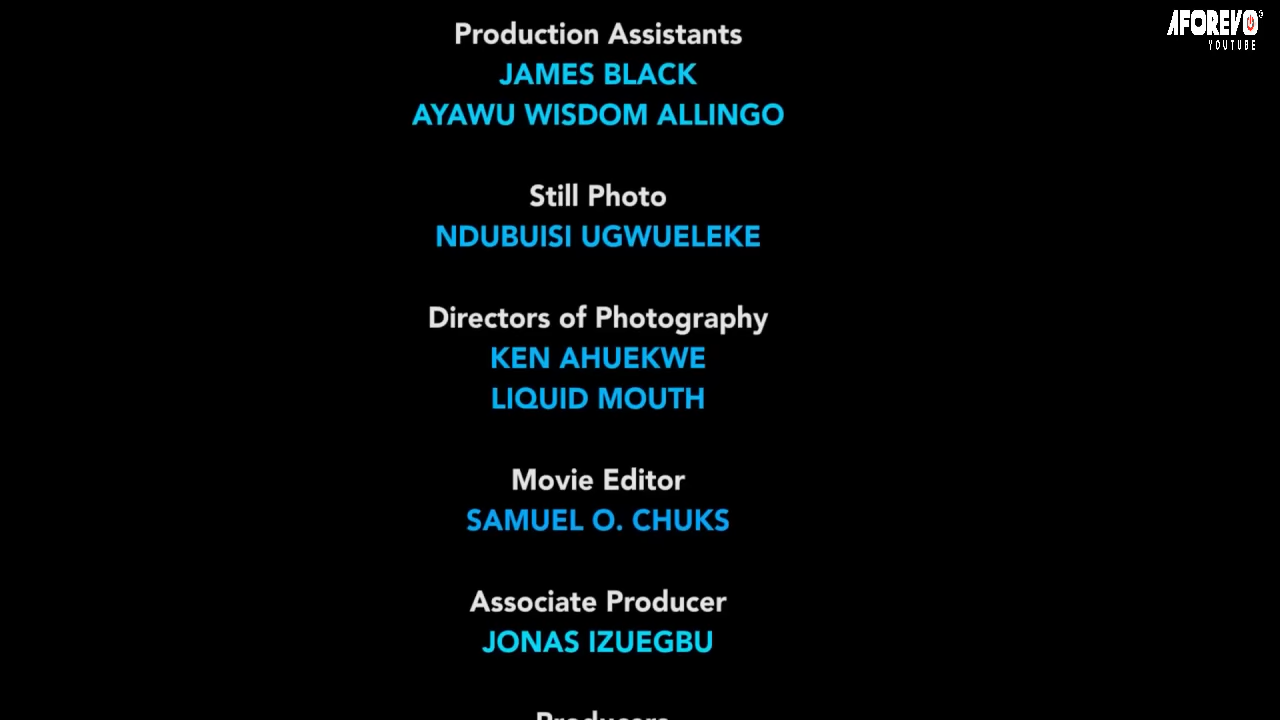 AFOREVO
YOUTUBE
Production Assistants
JAMES BLACK
AYAWU WISDOM ALLINGO
Still Photo
NDUBUISI UGWUELEKE
Directors of Photography
KEN AHUEKWE
LIQUID MOUTH
Movie Editor
SAMUEL O. CHUKS
Associate Producer
JONAS IZUEGBU
Producers